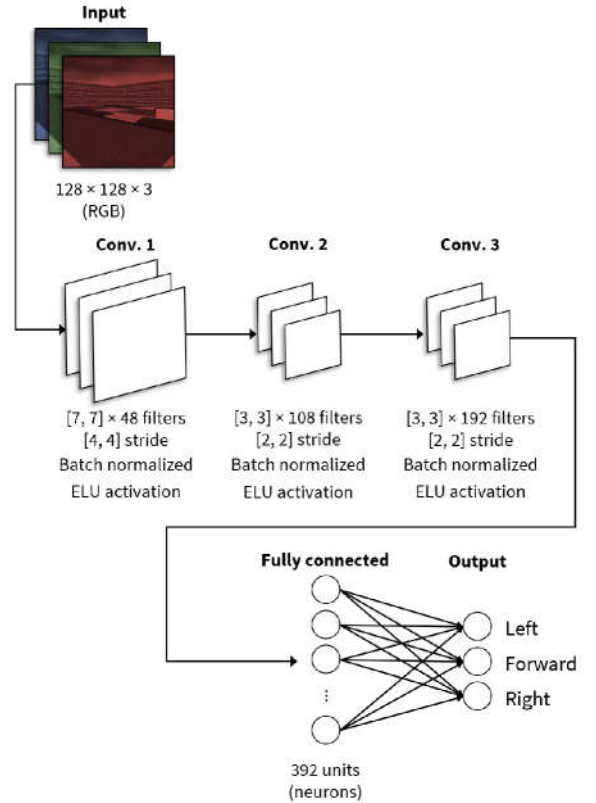 Input
128 × 128 × 3
(RGB)
Conv. 1
Conv. 2
Conv. 3
[7, 7] × 48 filters
[4, 4] stride
Batch normalized
ELU activation
[3, 3] × 108 filters
[2, 2] stride
Batch normalized
ELU activation
[3, 3] × 192 filters
[2, 2] stride
Batch normalized
ELU activation
Fully connected
Output
Left
Forward
Right
...
392 units
(neurons)